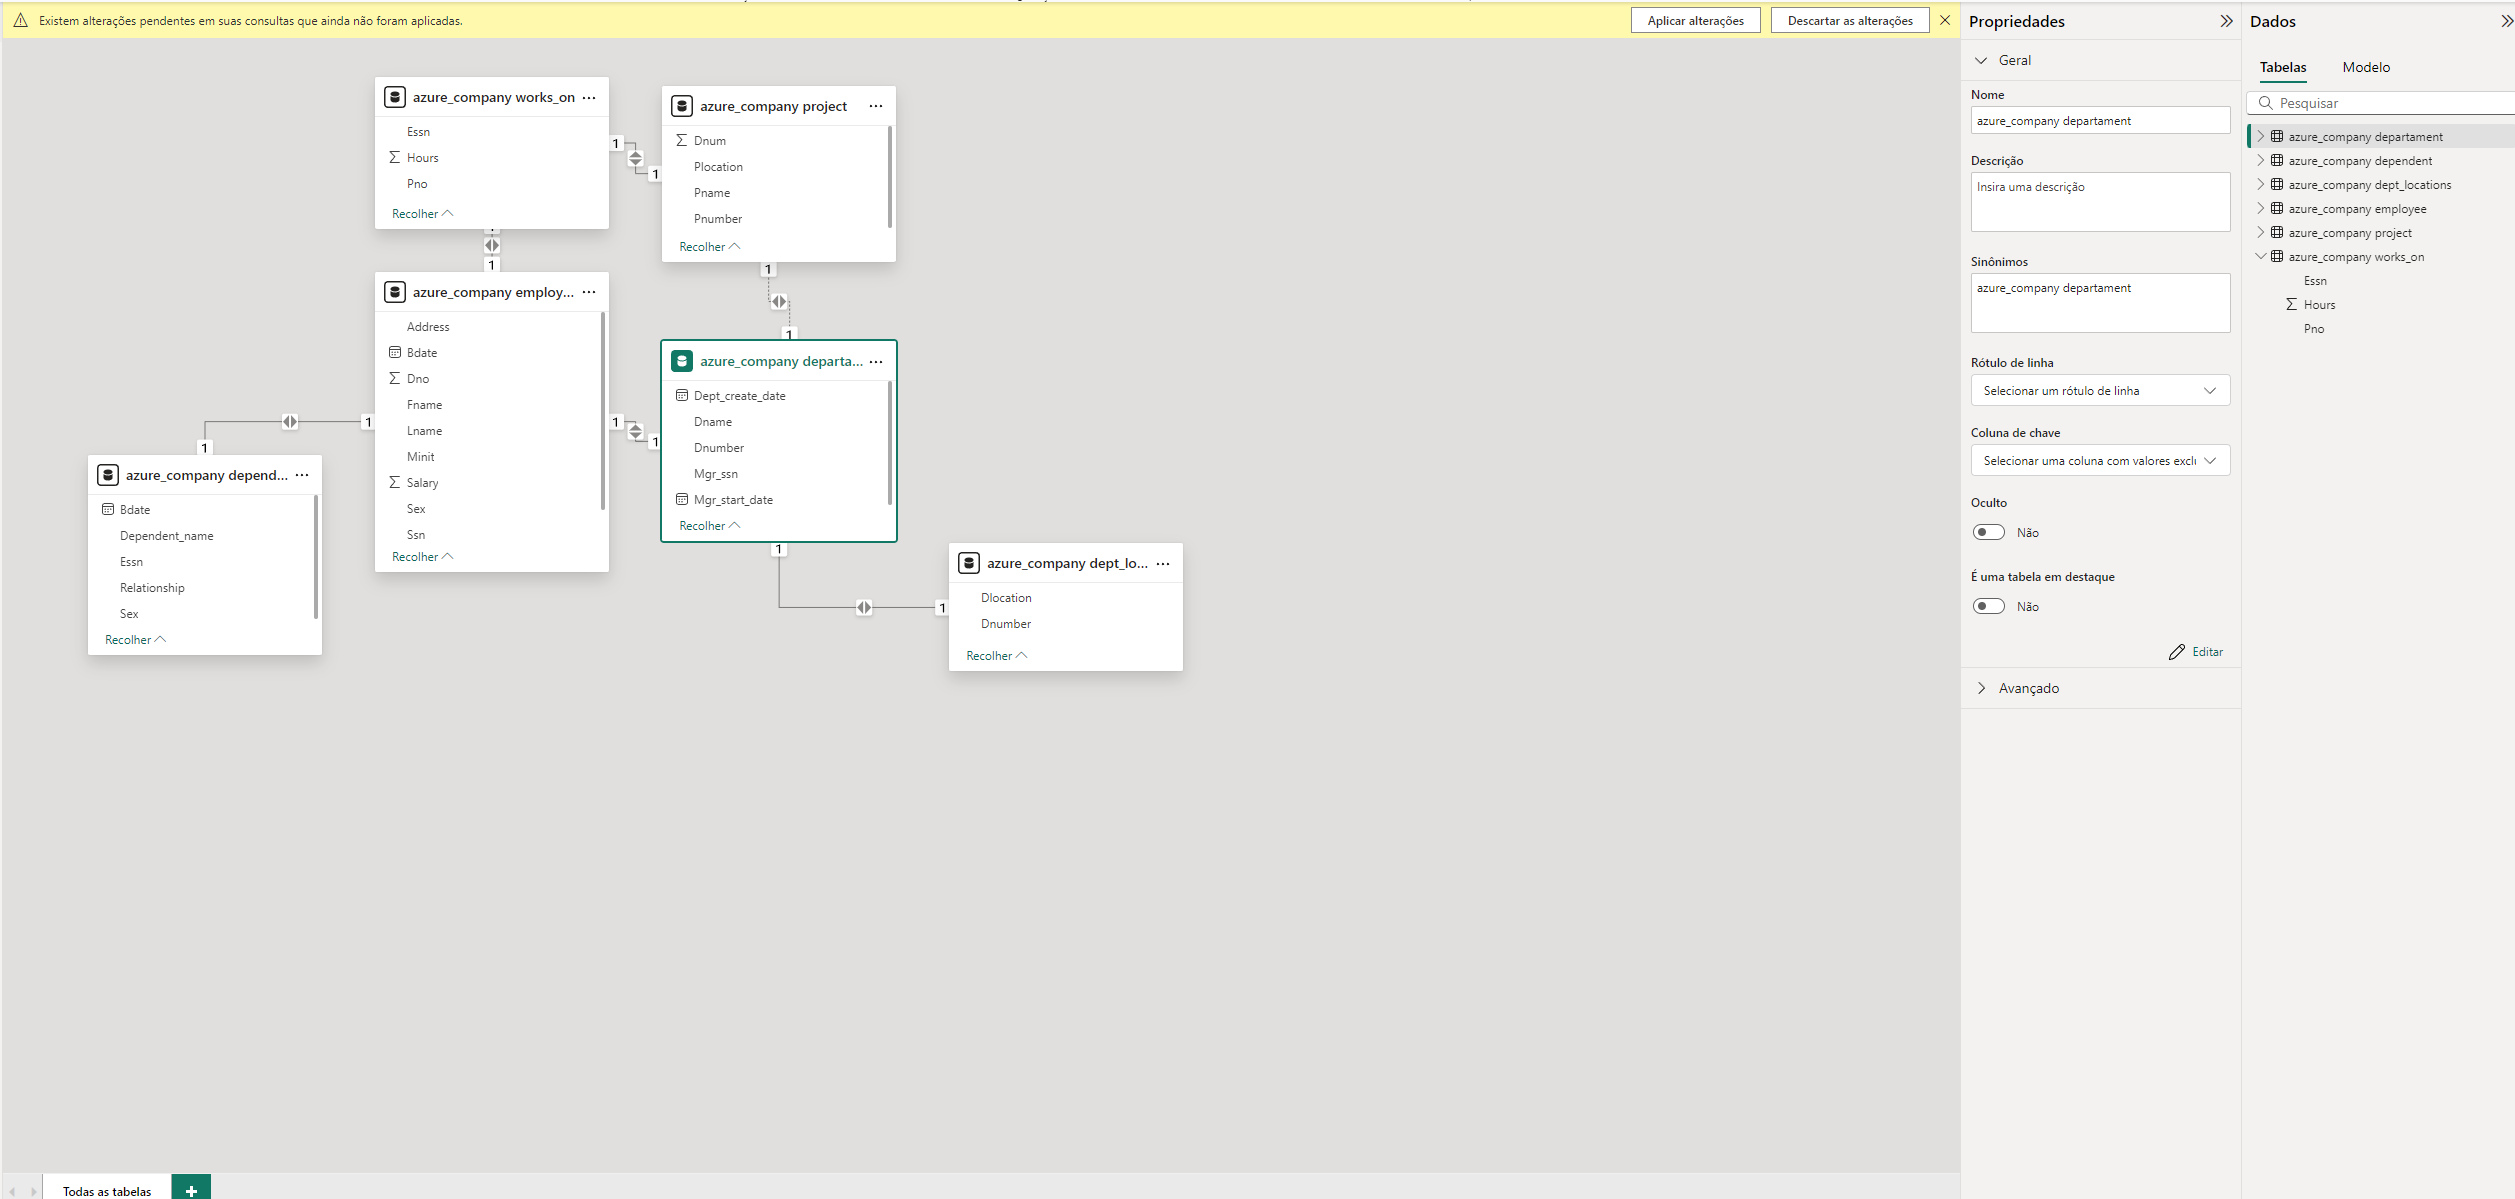 Existem alterações pendentes em suas consultas que ainda não foram aplicadas.
Aplicar alterações
Descartar as alterações
azure_company works_on
Essn
Hours
Pno
Recolher
azure_company project
Dnum
Plocation
Pname
Pnumber
Recolher
1
1
1
1
1
azure_company employ...
Address
Bdate
Dno
Fname
Lname
Minit
Salary
Sex
Ssn
Recolher
1
azure_company departa...
Dept_create_date
Dname
Dnumber
Mgr_ssn
Mgr_start_date
Recolher
1
1
1
1
azure_company depend...
Bdate
Dependent_name
Essn
Relationship
Sex
Recolher
1
1
azure_company dept_lo...
Dlocation
Dnumber
Recolher
Todas as tabelas
Propriedades
Geral
Nome
azure_company departament
Descrição
Insira uma descrição
Sinônimos
azure_company departament
Rótulo de linha
Selecionar um rótulo de linha
Coluna de chave
Selecionar uma coluna com valores
Oculto
Não
É uma tabela em destaque
Não
Editar
Avançado
Dados
Tabelas
Modelo
Pesquisar
azure_company departament
azure_company dependent
azure_company dept_locations
azure_company employee
azure_company project
azure_company works_on
Essn
Hours
Pno